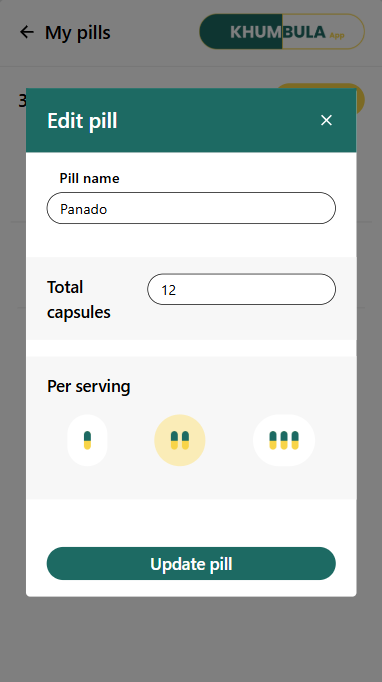 My pills
KHUMBULA App
3
Edit pill
Pill name
Panado
Total
capsules
12
Per serving
Update pill